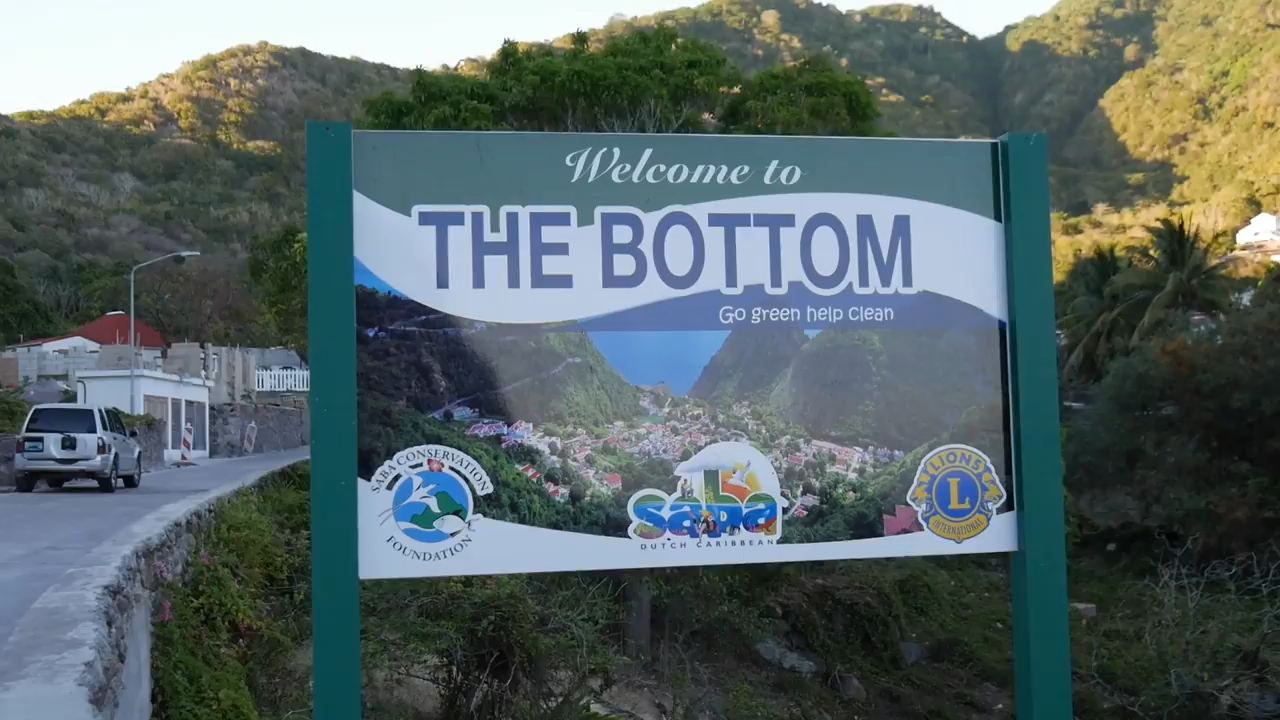 Welcome to
THE BOTTOM
Go green help clean
SABA CONSERVATION
FOUNDATION
saba
DUTCH CARIBBEAN
LIONS
L
INTERNATIONAL